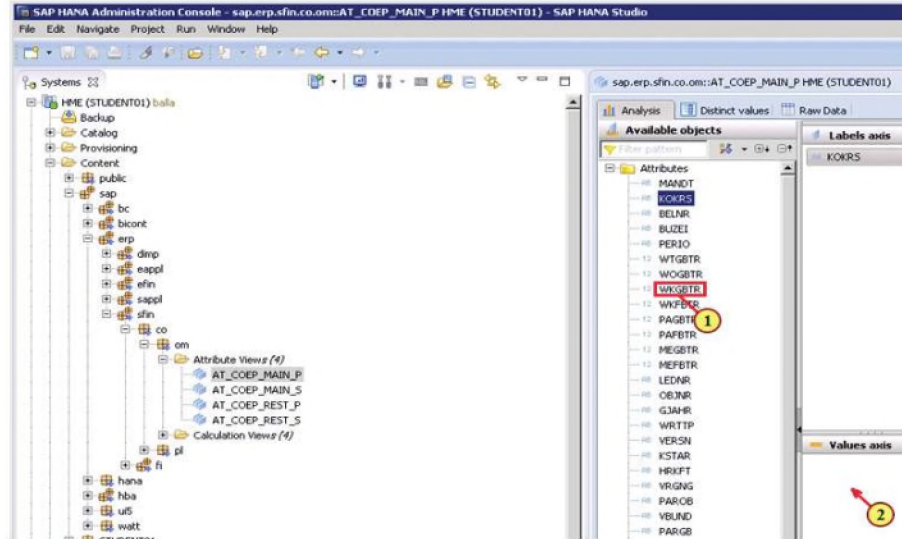 SAP HANA Administration Console - sap.erp.sfin.co.om::AT_COEP_MAIN_P HME (STUDENT01) - SAP HANA Studio
File Edit Navigate Project Run Window Help
Systems
HME (STUDENT01) balla
Backup
Catalog
Provisioning
Content
public
sap
bc
bicont
erp
dimp
eappl
efin
sappl
sfin
co
om
Attribute Views (4)
AT_COEP_MAIN_P
AT_COEP_MAIN_S
AT_COEP_REST_P
AT_COEP_REST_S
Calculation Views (4)
pl
fi
hana
hba
ui5
watt
STUDENT01
sap.erp.sfin.co.om::AT_COEP_MAIN_P HME (STUDENT01)
Analysis Distinct values Raw Data
Available objects
Filter pattern
Attributes
MANDT
KOKRS
BELNR
BUZEI
PERIO
WTGBTR
WOGBTR
WKGBTR
WKFBTR
PAGBTR
PAFBTR
MEGBTR
MEFBTR
LEDNR
OBJNR
GJAHR
WRTTP
VERSN
KSTAR
HRKFT
VRGNG
PAROB
VBUND
PARGB
1
Labels axis
KOKRS
Values axis
2